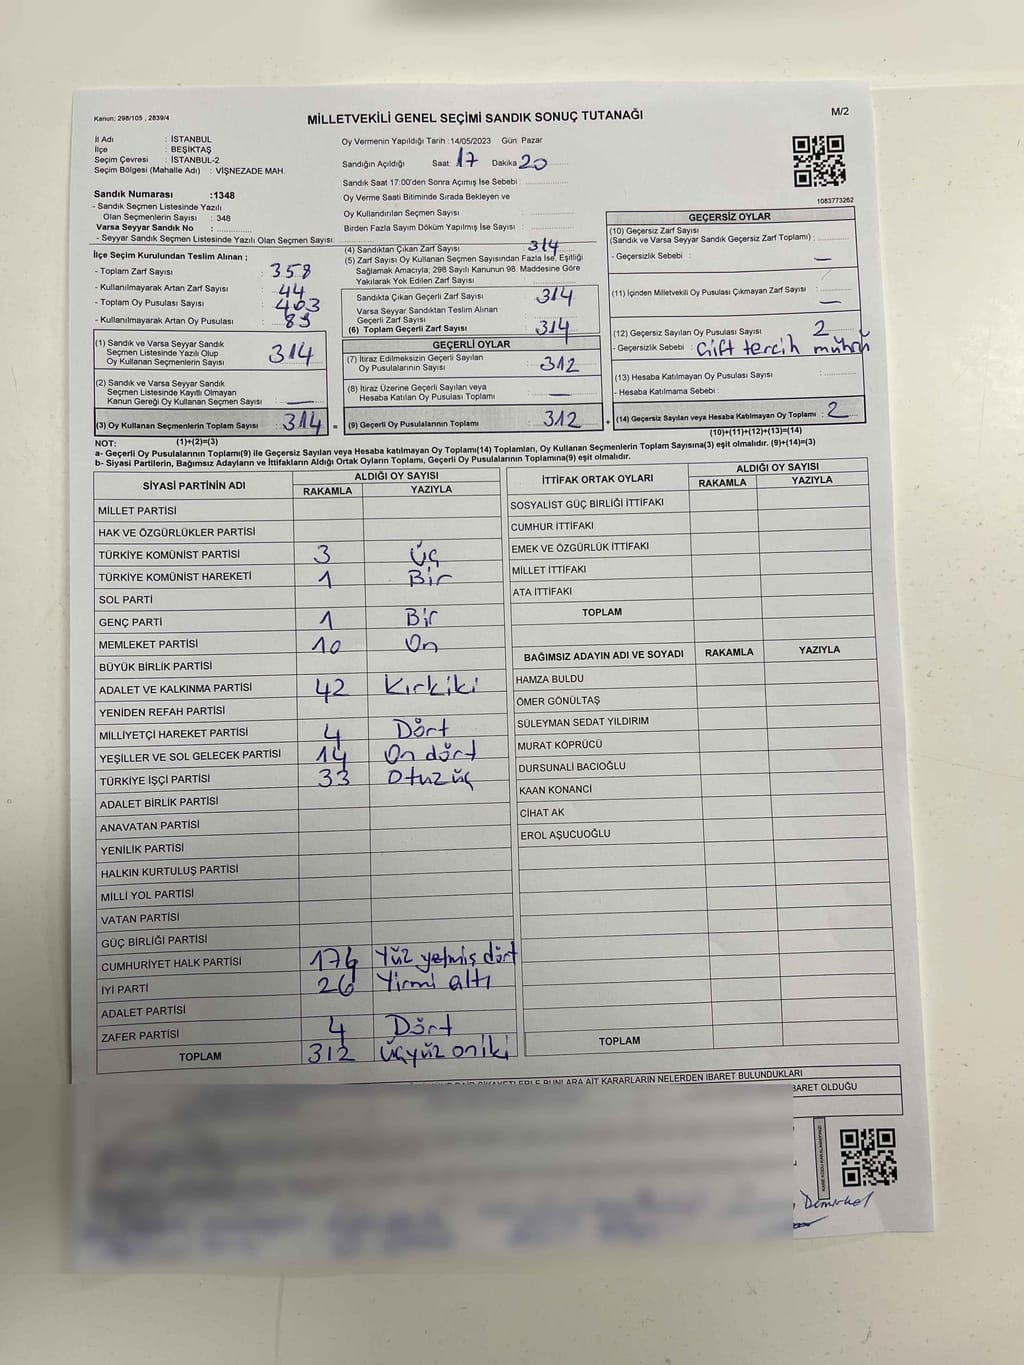 Kanun: 298/105 , 2839/4
MİLLETVEKİLİ GENEL SEÇİMİ SANDIK SONUÇ TUTANAĞI
M/2
İl Adı : İSTANBUL
İlçe : BEŞİKTAŞ
Seçim Çevresi : İSTANBUL-2
Seçim Bölgesi (Mahalle Adı) : VİŞNEZADE MAH.
Sandık Numarası :1348
- Sandık Seçmen Listesinde Yazılı
Olan Seçmenlerin Sayısı : 348
Varsa Seyyar Sandık No :
- Seyyar Sandık Seçmen Listesinde Yazılı Olan Seçmen Sayısı:
Oy Vermenin Yapıldığı Tarih :14/05/2023 Gün: Pazar
Sandığın Açıldığı Saat: 17 Dakika 20
Sandık Saat 17:00'den Sonra Açımış İse Sebebi :
Oy Verme Saati Bitiminde Sırada Bekleyen ve
Oy Kullandırılan Seçmen Sayısı :
Birden Fazla Sayım Döküm Yapılmış İse Sayısı :
1083773262
İlçe Seçim Kurulundan Teslim Alınan ;
- Toplam Zarf Sayısı : 358
- Kullanılmayarak Artan Zarf Sayısı : 44
- Toplam Oy Pusulası Sayısı : 403
- Kullanılmayarak Artan Oy Pusulası : 89
(1) Sandık ve Varsa Seyyar Sandık
Seçmen Listesinde Yazılı Olup
Oy Kullanan Seçmenlerin Sayısı : 314
(2) Sandık ve Varsa Seyyar Sandık
Seçmen Listesinde Kayıtlı Olmayan
Kanun Gereği Oy Kullanan Seçmen Sayısı : —
(3) Oy Kullanan Seçmenlerin Toplam Sayısı : 314 =
(4) Sandıktan Çıkan Zarf Sayısı : 314
(5) Zarf Sayısı Oy Kullanan Seçmen Sayısından Fazla İse, Eşitliği
Sağlamak Amacıyla; 298 Sayılı Kanunun 98. Maddesine Göre
Yakılarak Yok Edilen Zarf Sayısı :
Sandıkta Çıkan Geçerli Zarf Sayısı : 314
Varsa Seyyar Sandıktan Teslim Alınan
Geçerli Zarf Sayısı :
(6) Toplam Geçerli Zarf Sayısı : 314
GEÇERLİ OYLAR
(7) İtiraz Edilmeksizin Geçerli Sayılan
Oy Pusulalarının Sayısı : 312
(8) İtiraz Üzerine Geçerli Sayılan veya
Hesaba Katılan Oy Pusulası Toplamı : —
(9) Geçerli Oy Pusulalarının Toplamı : 312 +
GEÇERSİZ OYLAR
(10) Geçersiz Zarf Sayısı
(Sandık ve Varsa Seyyar Sandık Geçersiz Zarf Toplamı) :
- Geçersizlik Sebebi : —
(11) İçinden Milletvekili Oy Pusulası Çıkmayan Zarf Sayısı : —
(12) Geçersiz Sayılan Oy Pusulası Sayısı : 2
- Geçersizlik Sebebi : Çift tercih mührü
(13) Hesaba Katılmayan Oy Pusulası Sayısı :
- Hesaba Katılmama Sebebi :
(14) Geçersiz Sayılan veya Hesaba Katılmayan Oy Toplamı : 2
(10)+(11)+(12)+(13)=(14)
NOT: (1)+(2)=(3)
a- Geçerli Oy Pusulalarının Toplamı(9) ile Geçersiz Sayılan veya Hesaba katılmayan Oy Toplamı(14) Toplamları, Oy Kullanan Seçmenlerin Toplam Sayısına(3) eşit olmalıdır. (9)+(14)=(3)
b- Siyasi Partilerin, Bağımsız Adayların ve İttifakların Aldığı Ortak Oyların Toplamı, Geçerli Oy Pusulalarının Toplamına(9) eşit olmalıdır.
SİYASİ PARTİNİN ADI
ALDIĞI OY SAYISI
RAKAMLA YAZIYLA
MİLLET PARTİSİ
HAK VE ÖZGÜRLÜKLER PARTİSİ
TÜRKİYE KOMÜNİST PARTİSİ 3 Üç
TÜRKİYE KOMÜNİST HAREKETİ 1 Bir
SOL PARTİ
GENÇ PARTİ 1 Bir
MEMLEKET PARTİSİ 10 On
BÜYÜK BİRLİK PARTİSİ
ADALET VE KALKINMA PARTİSİ 42 Kırkiki
YENİDEN REFAH PARTİSİ
MİLLİYETÇİ HAREKET PARTİSİ 4 Dört
YEŞİLLER VE SOL GELECEK PARTİSİ 14 On dört
TÜRKİYE İŞÇİ PARTİSİ 33 Otuz üç
ADALET BİRLİK PARTİSİ
ANAVATAN PARTİSİ
YENİLİK PARTİSİ
HALKIN KURTULUŞ PARTİSİ
MİLLİ YOL PARTİSİ
VATAN PARTİSİ
GÜÇ BİRLİĞİ PARTİSİ
CUMHURİYET HALK PARTİSİ 174 Yüz yetmiş dört
İYİ PARTİ 26 Yirmi altı
ADALET PARTİSİ
ZAFER PARTİSİ 4 Dört
TOPLAM 312 Üçyüz oniki
İTTİFAK ORTAK OYLARI
ALDIĞI OY SAYISI
RAKAMLA YAZIYLA
SOSYALİST GÜÇ BİRLİĞİ İTTİFAKI
CUMHUR İTTİFAKI
EMEK VE ÖZGÜRLÜK İTTİFAKI
MİLLET İTTİFAKI
ATA İTTİFAKI
TOPLAM
BAĞIMSIZ ADAYIN ADI VE SOYADI RAKAMLA YAZIYLA
HAMZA BULDU
ÖMER GÖNÜLTAŞ
SÜLEYMAN SEDAT YILDIRIM
MURAT KÖPRÜCÜ
DURSUNALİ BACIOĞLU
KAAN KONANCİ
CİHAT AK
EROL AŞUCUOĞLU
TOPLAM
BUNLARA AİT KARARLARIN NELERDEN İBARET BULUNDUKLARI
BARET OLDUĞU
Demirkol